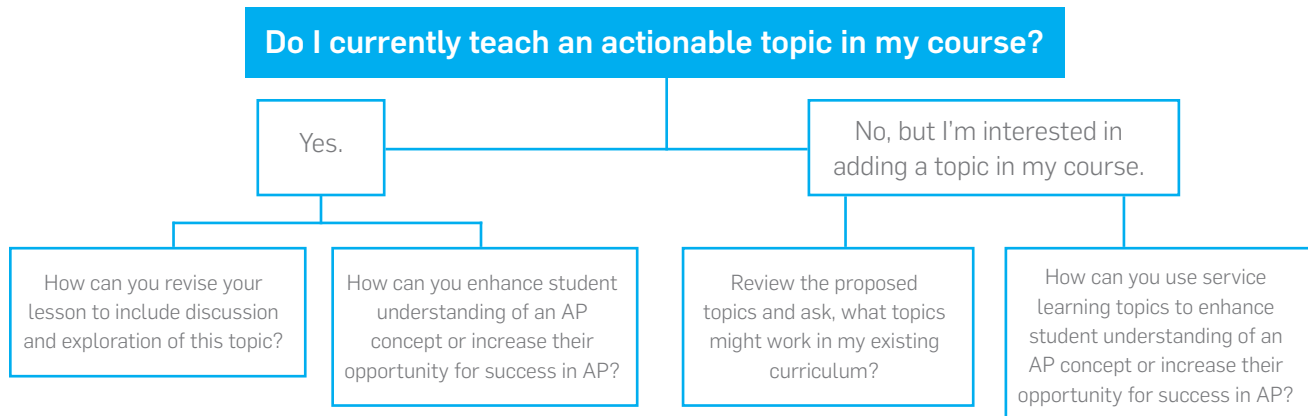 Do I currently teach an actionable topic in my course?
Yes.
No, but I’m interested in
adding a topic in my course.
How can you revise your
lesson to include discussion
and exploration of this topic?
How can you enhance student
understanding of an AP
concept or increase their
opportunity for success in AP?
Review the proposed
topics and ask, what topics
might work in my existing
curriculum?
How can you use service
learning topics to enhance
student understanding of an
AP concept or increase their
opportunity for success in AP?